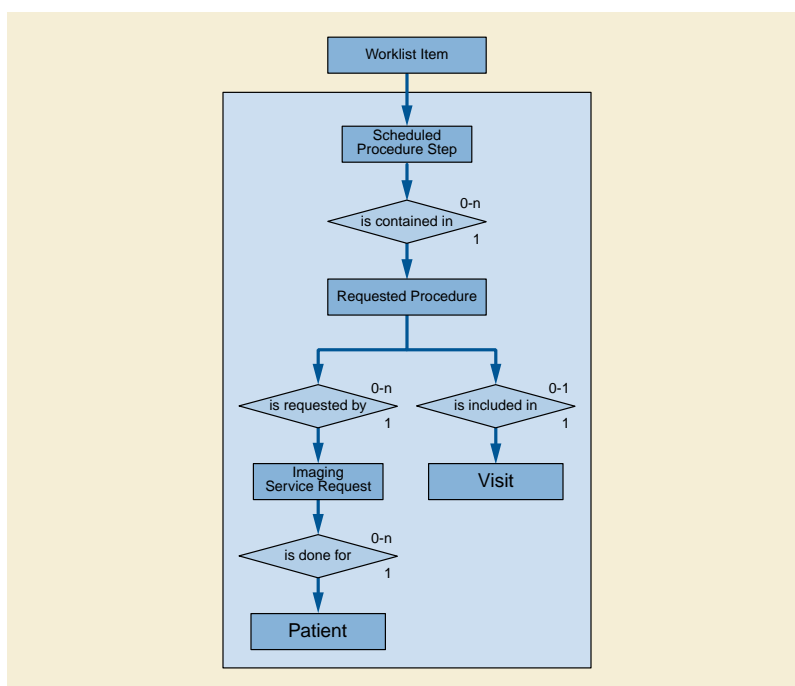 Worklist Item
Scheduled
Procedure Step
0-n
is contained in
1
Requested Procedure
0-n
is requested by
1
0-1
is included in
1
Imaging
Service Request
Visit
0-n
is done for
1
Patient